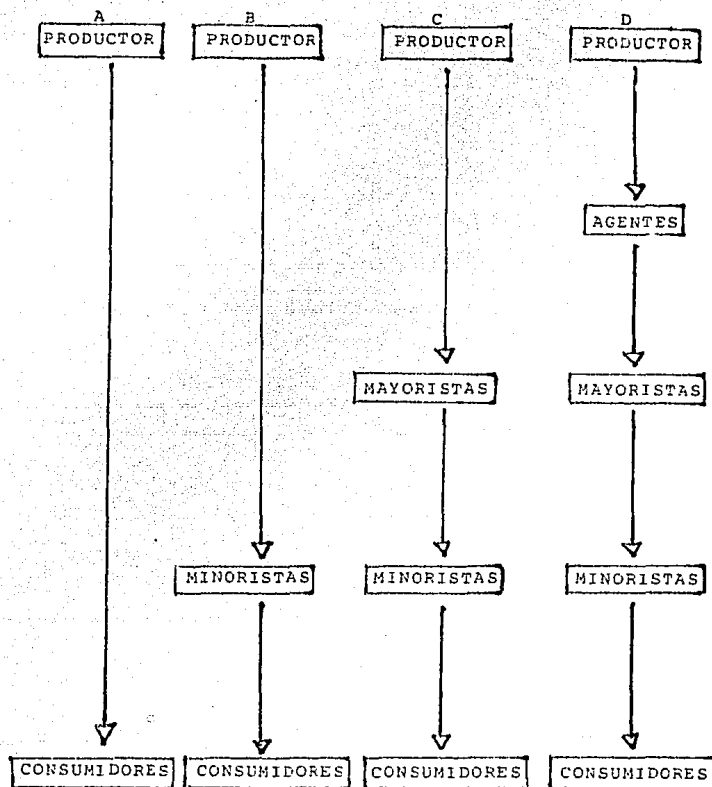 A B C D
PRODUCTOR PRODUCTOR PRODUCTOR PRODUCTOR
AGENTES
MAYORISTAS MAYORISTAS
MINORISTAS MINORISTAS MINORISTAS
CONSUMIDORES CONSUMIDORES CONSUMIDORES CONSUMIDORES